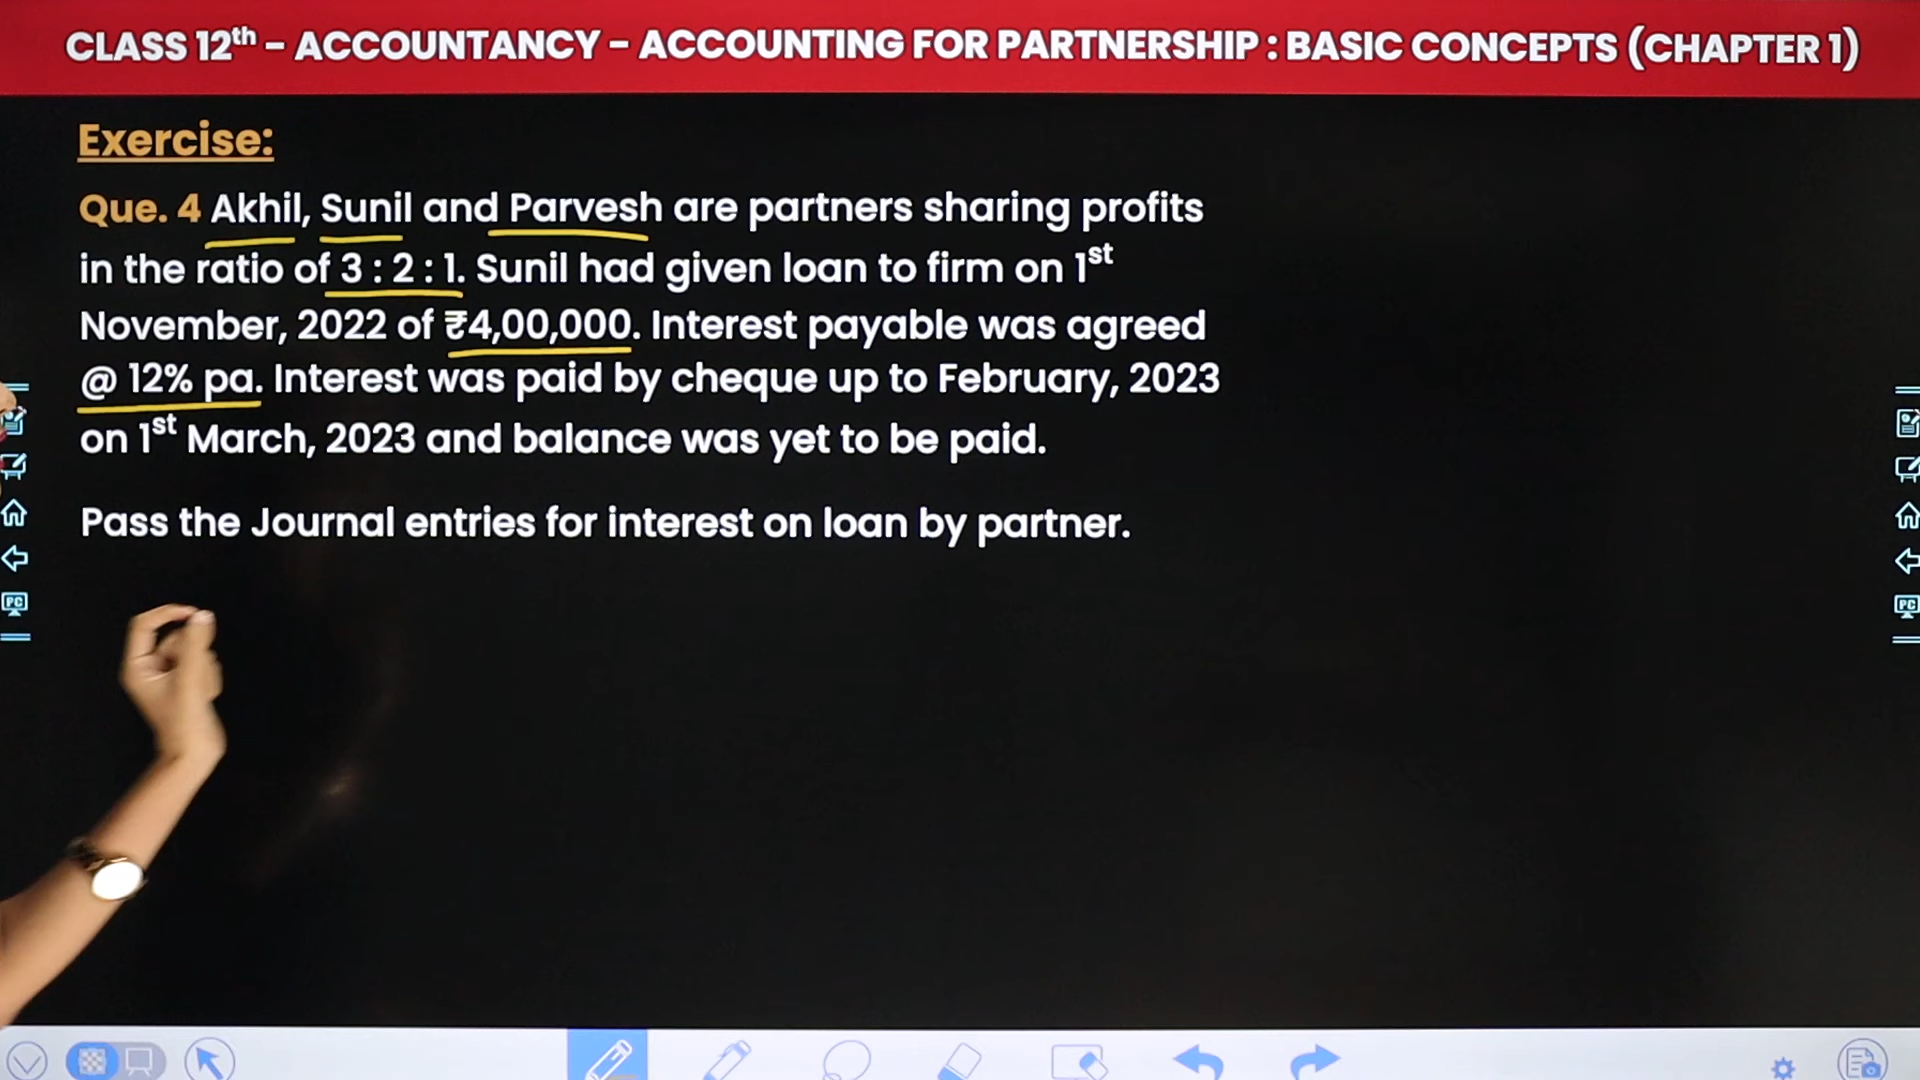 CLASS 12th - ACCOUNTANCY - ACCOUNTING FOR PARTNERSHIP : BASIC CONCEPTS (CHAPTER 1)
Exercise:
Que. 4 Akhil, Sunil and Parvesh are partners sharing profits
in the ratio of 3 : 2 : 1. Sunil had given loan to firm on 1st
November, 2022 of ₹4,00,000. Interest payable was agreed
@ 12% pa. Interest was paid by cheque up to February, 2023
on 1st March, 2023 and balance was yet to be paid.
Pass the Journal entries for interest on loan by partner.
PC
PC